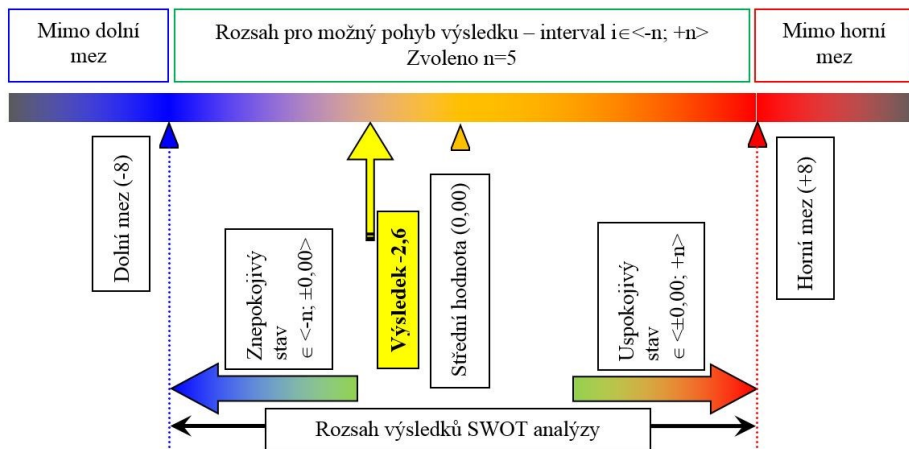 Mimo dolní
mez
Rozsah pro možný pohyb výsledku – interval i∈<-n; +n>
Zvoleno n=5
Mimo horní
mez
Dolní mez (-8)
Znepokojivý
stav
∈ <-n; ±0,00>
Výsledek -2,6
Střední hodnota (0,00)
Uspokojivý
stav
∈ <±0,00; +n>
Horní mez (+8)
Rozsah výsledků SWOT analýzy